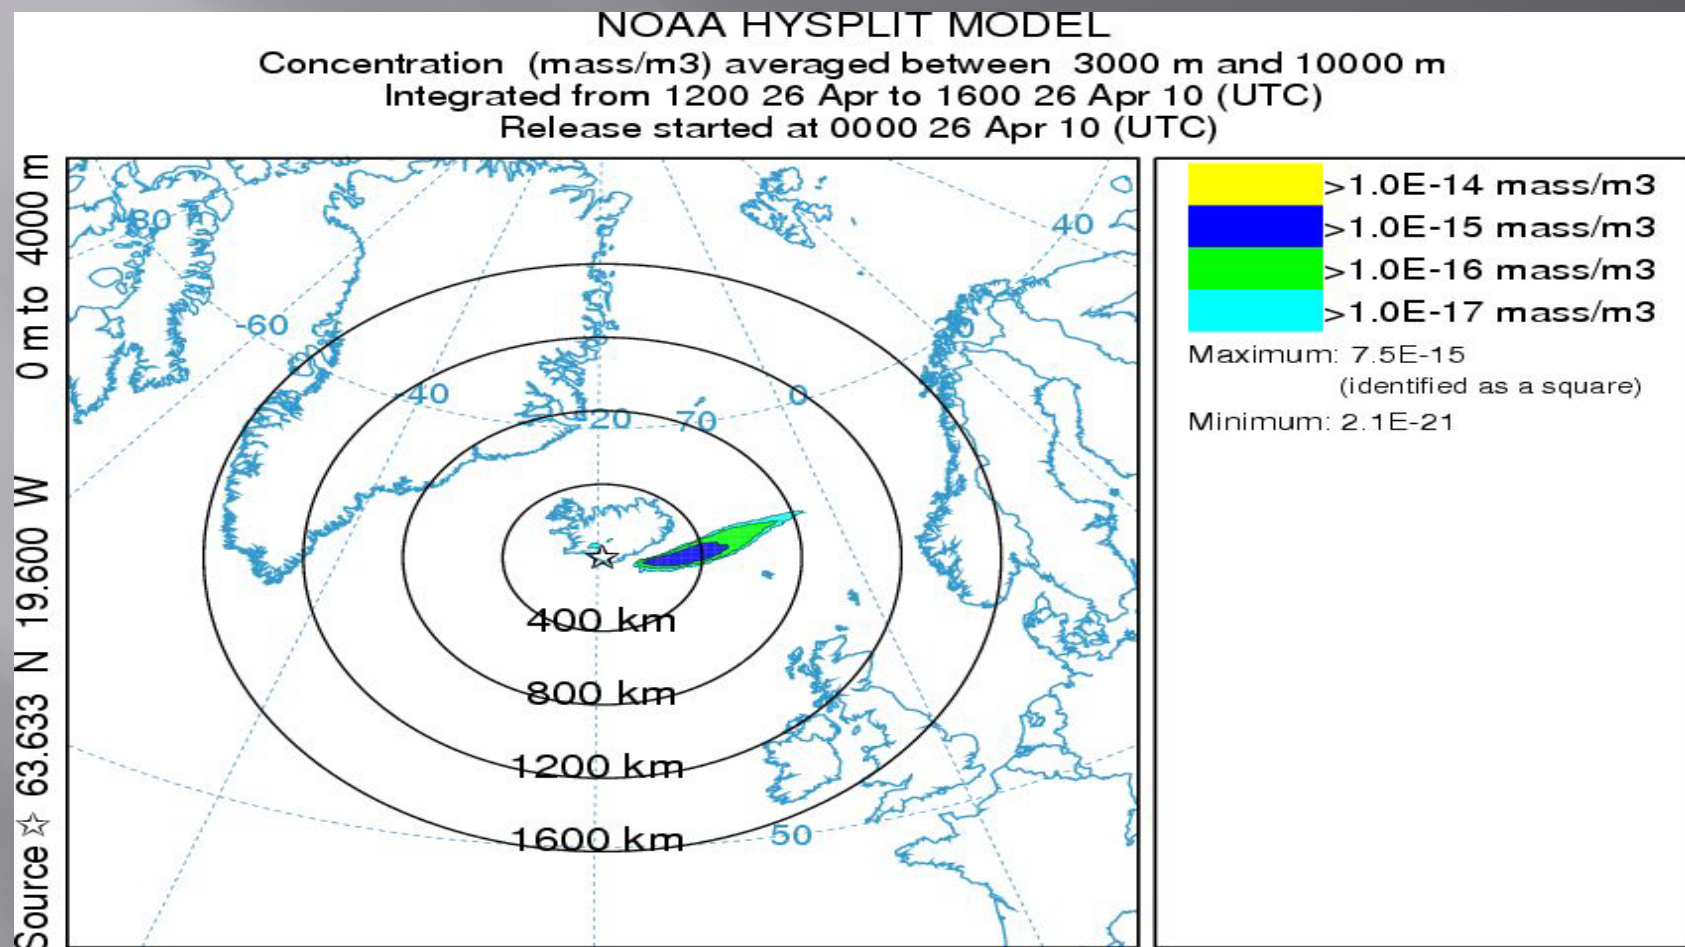 NOAA HYSPLIT MODEL
Concentration (mass/m3) averaged between 3000 m and 10000 m
Integrated from 1200 26 Apr to 1600 26 Apr 10 (UTC)
Release started at 0000 26 Apr 10 (UTC)
Source ☆ 63.633 N 19.600 W 0 m to 4000 m
-80
40
-60
-40
0
-20
70
400 km
800 km
1200 km
1600 km
50
>1.0E-14 mass/m3
>1.0E-15 mass/m3
>1.0E-16 mass/m3
>1.0E-17 mass/m3
Maximum: 7.5E-15
(identified as a square)
Minimum: 2.1E-21